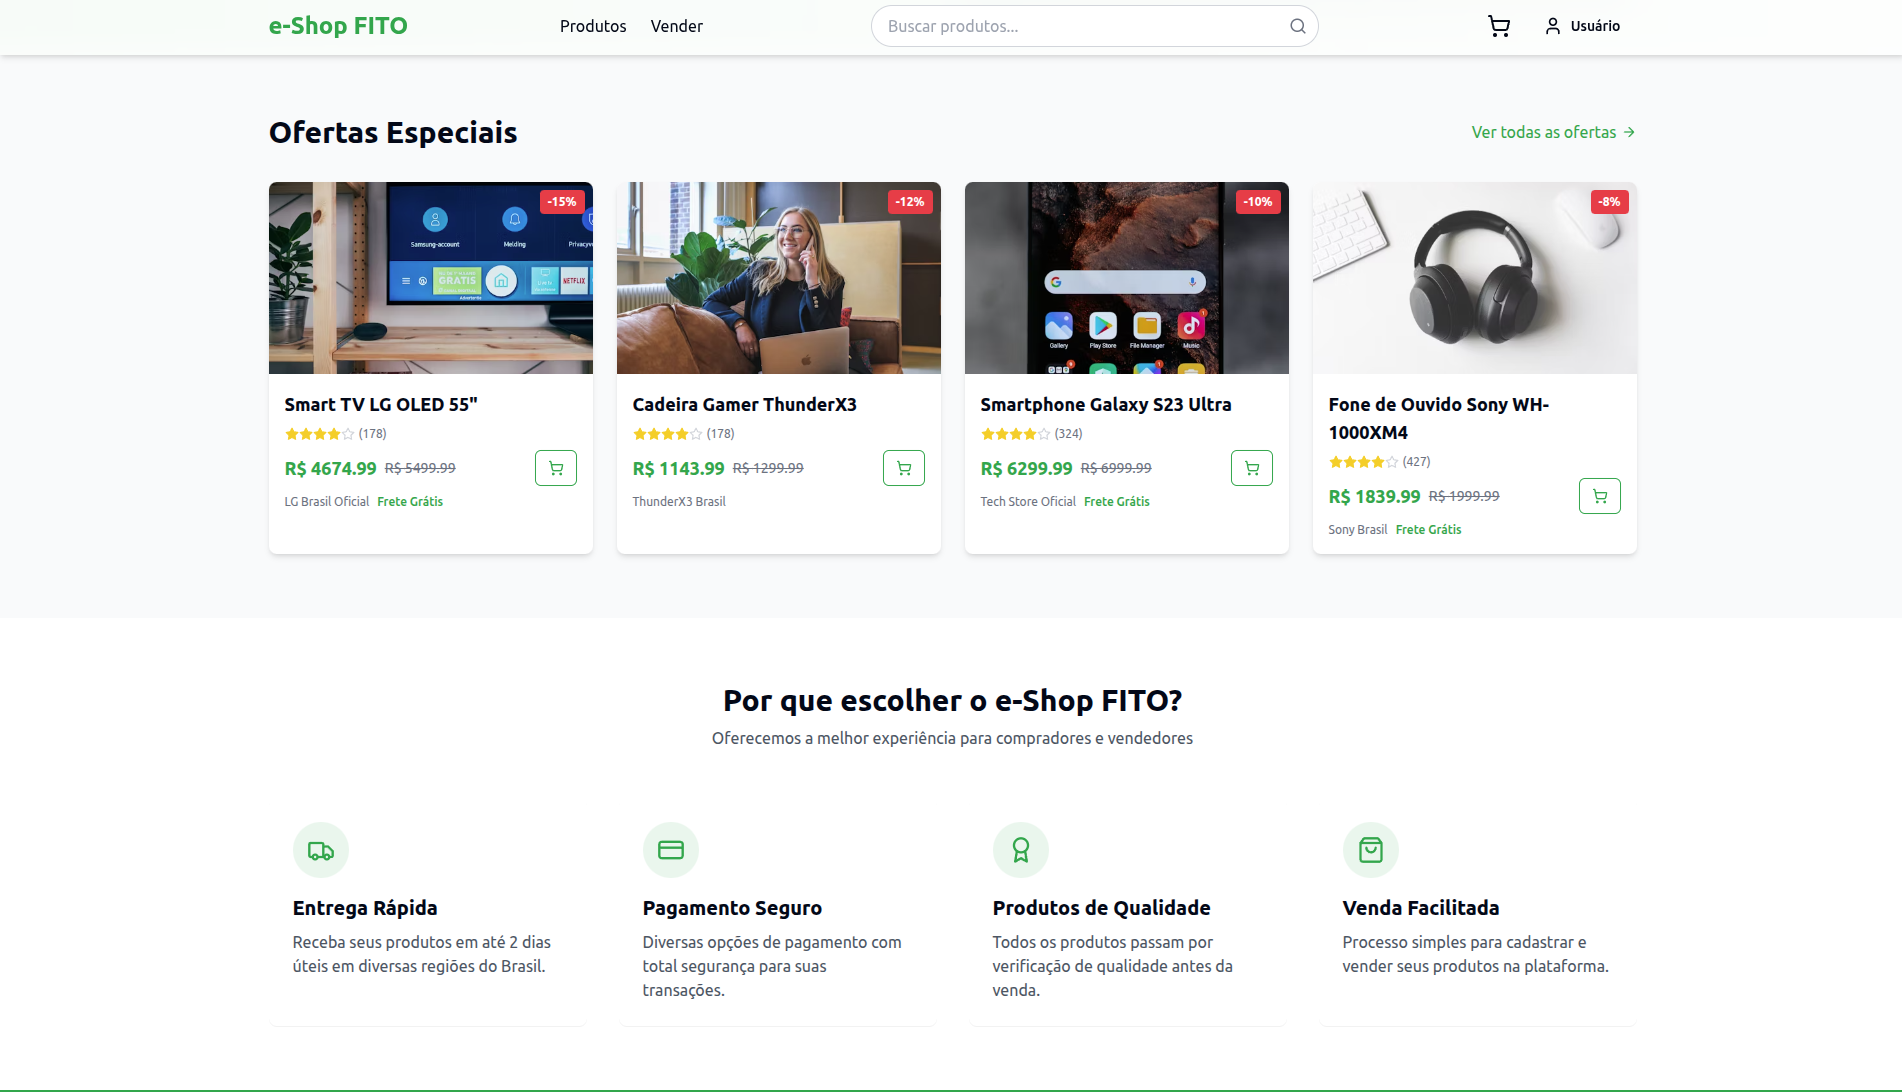 e-Shop FITO
Produtos
Vender
Buscar produtos...
Usuário
Ofertas Especiais
Ver todas as ofertas →
-15%
Samsung-account
Melding
GRATIS
NETFLIX
Smart TV LG OLED 55"
(178)
R$ 4674.99 R$ 5499.99
LG Brasil Oficial Frete Grátis
-12%
Cadeira Gamer ThunderX3
(178)
R$ 1143.99 R$ 1299.99
ThunderX3 Brasil
-10%
Gallery
Play Store
File Manager
Music
Smartphone Galaxy S23 Ultra
(324)
R$ 6299.99 R$ 6999.99
Tech Store Oficial Frete Grátis
-8%
Fone de Ouvido Sony WH-
1000XM4
(427)
R$ 1839.99 R$ 1999.99
Sony Brasil Frete Grátis
Por que escolher o e-Shop FITO?
Oferecemos a melhor experiência para compradores e vendedores
Entrega Rápida
Receba seus produtos em até 2 dias
úteis em diversas regiões do Brasil.
Pagamento Seguro
Diversas opções de pagamento com
total segurança para suas
transações.
Produtos de Qualidade
Todos os produtos passam por
verificação de qualidade antes da
venda.
Venda Facilitada
Processo simples para cadastrar e
vender seus produtos na plataforma.